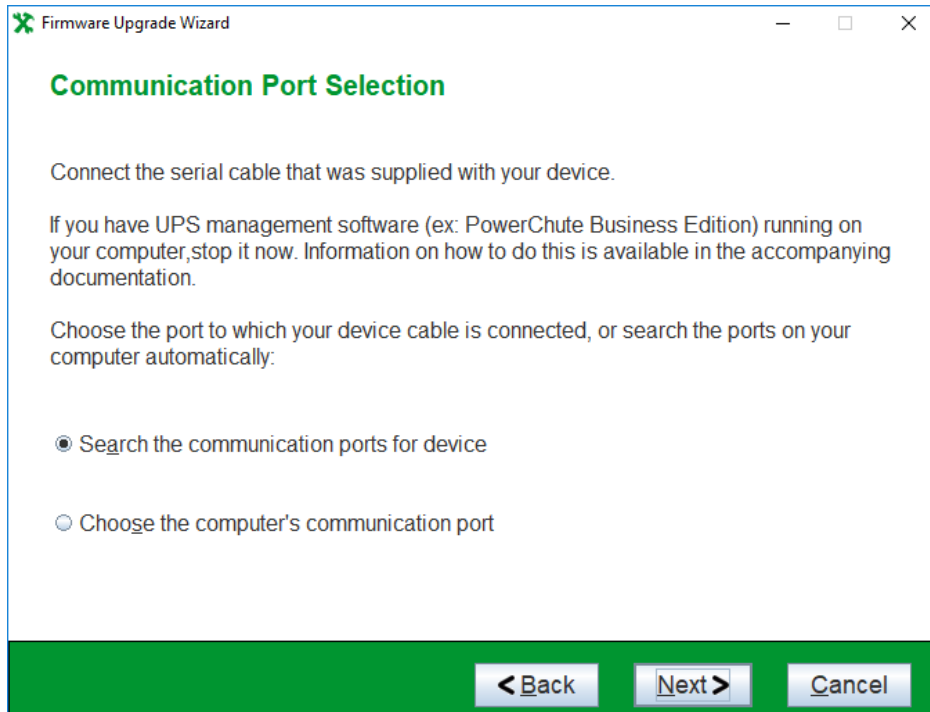 Firmware Upgrade Wizard
Communication Port Selection
Connect the serial cable that was supplied with your device.
If you have UPS management software (ex: PowerChute Business Edition) running on
your computer,stop it now. Information on how to do this is available in the accompanying
documentation.
Choose the port to which your device cable is connected, or search the ports on your
computer automatically:
Search the communication ports for device
Choose the computer's communication port
< Back Next > Cancel